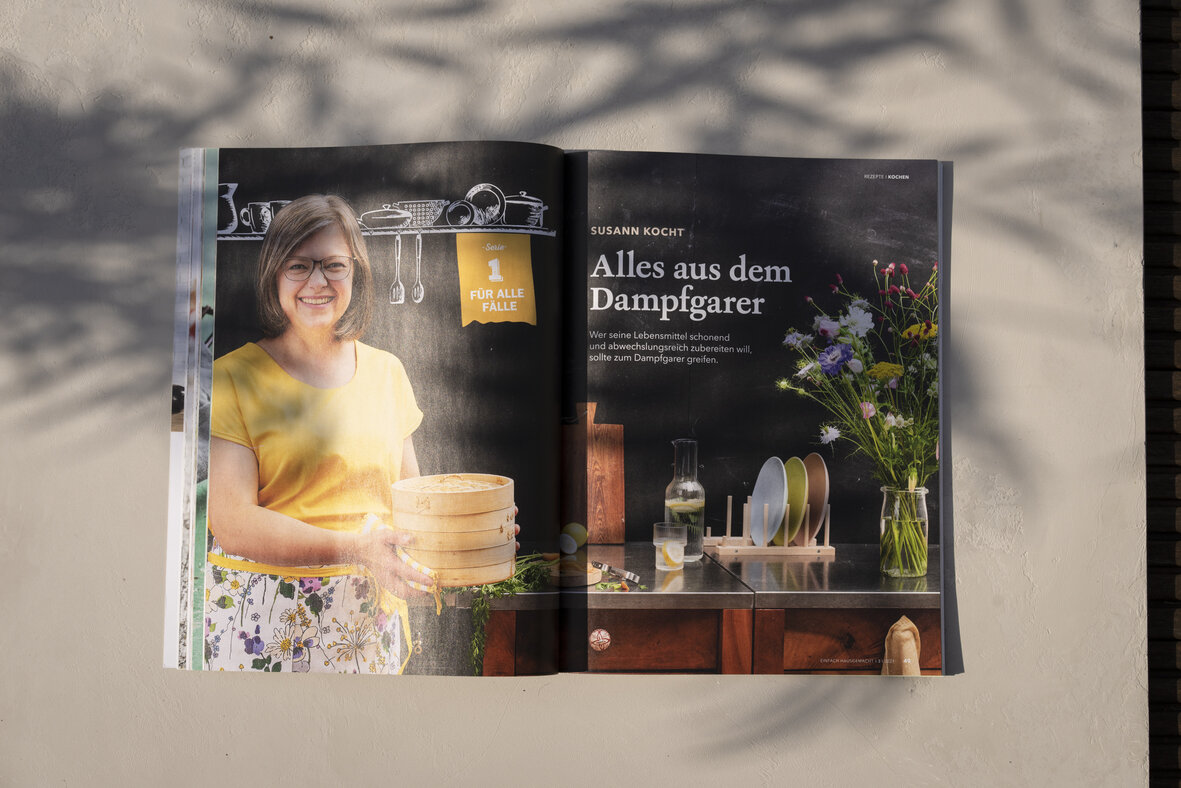 Serie
1
FÜR ALLE
FÄLLE
REZEPTE / KOCHEN
SUSANN KOCHT
Alles aus dem
Dampfgarer
Wer seine Lebensmittel schonend
und abwechslungsreich zubereiten will,
sollte zum Dampfgarer greifen.
EINFACH HAUSGEMACHT
49